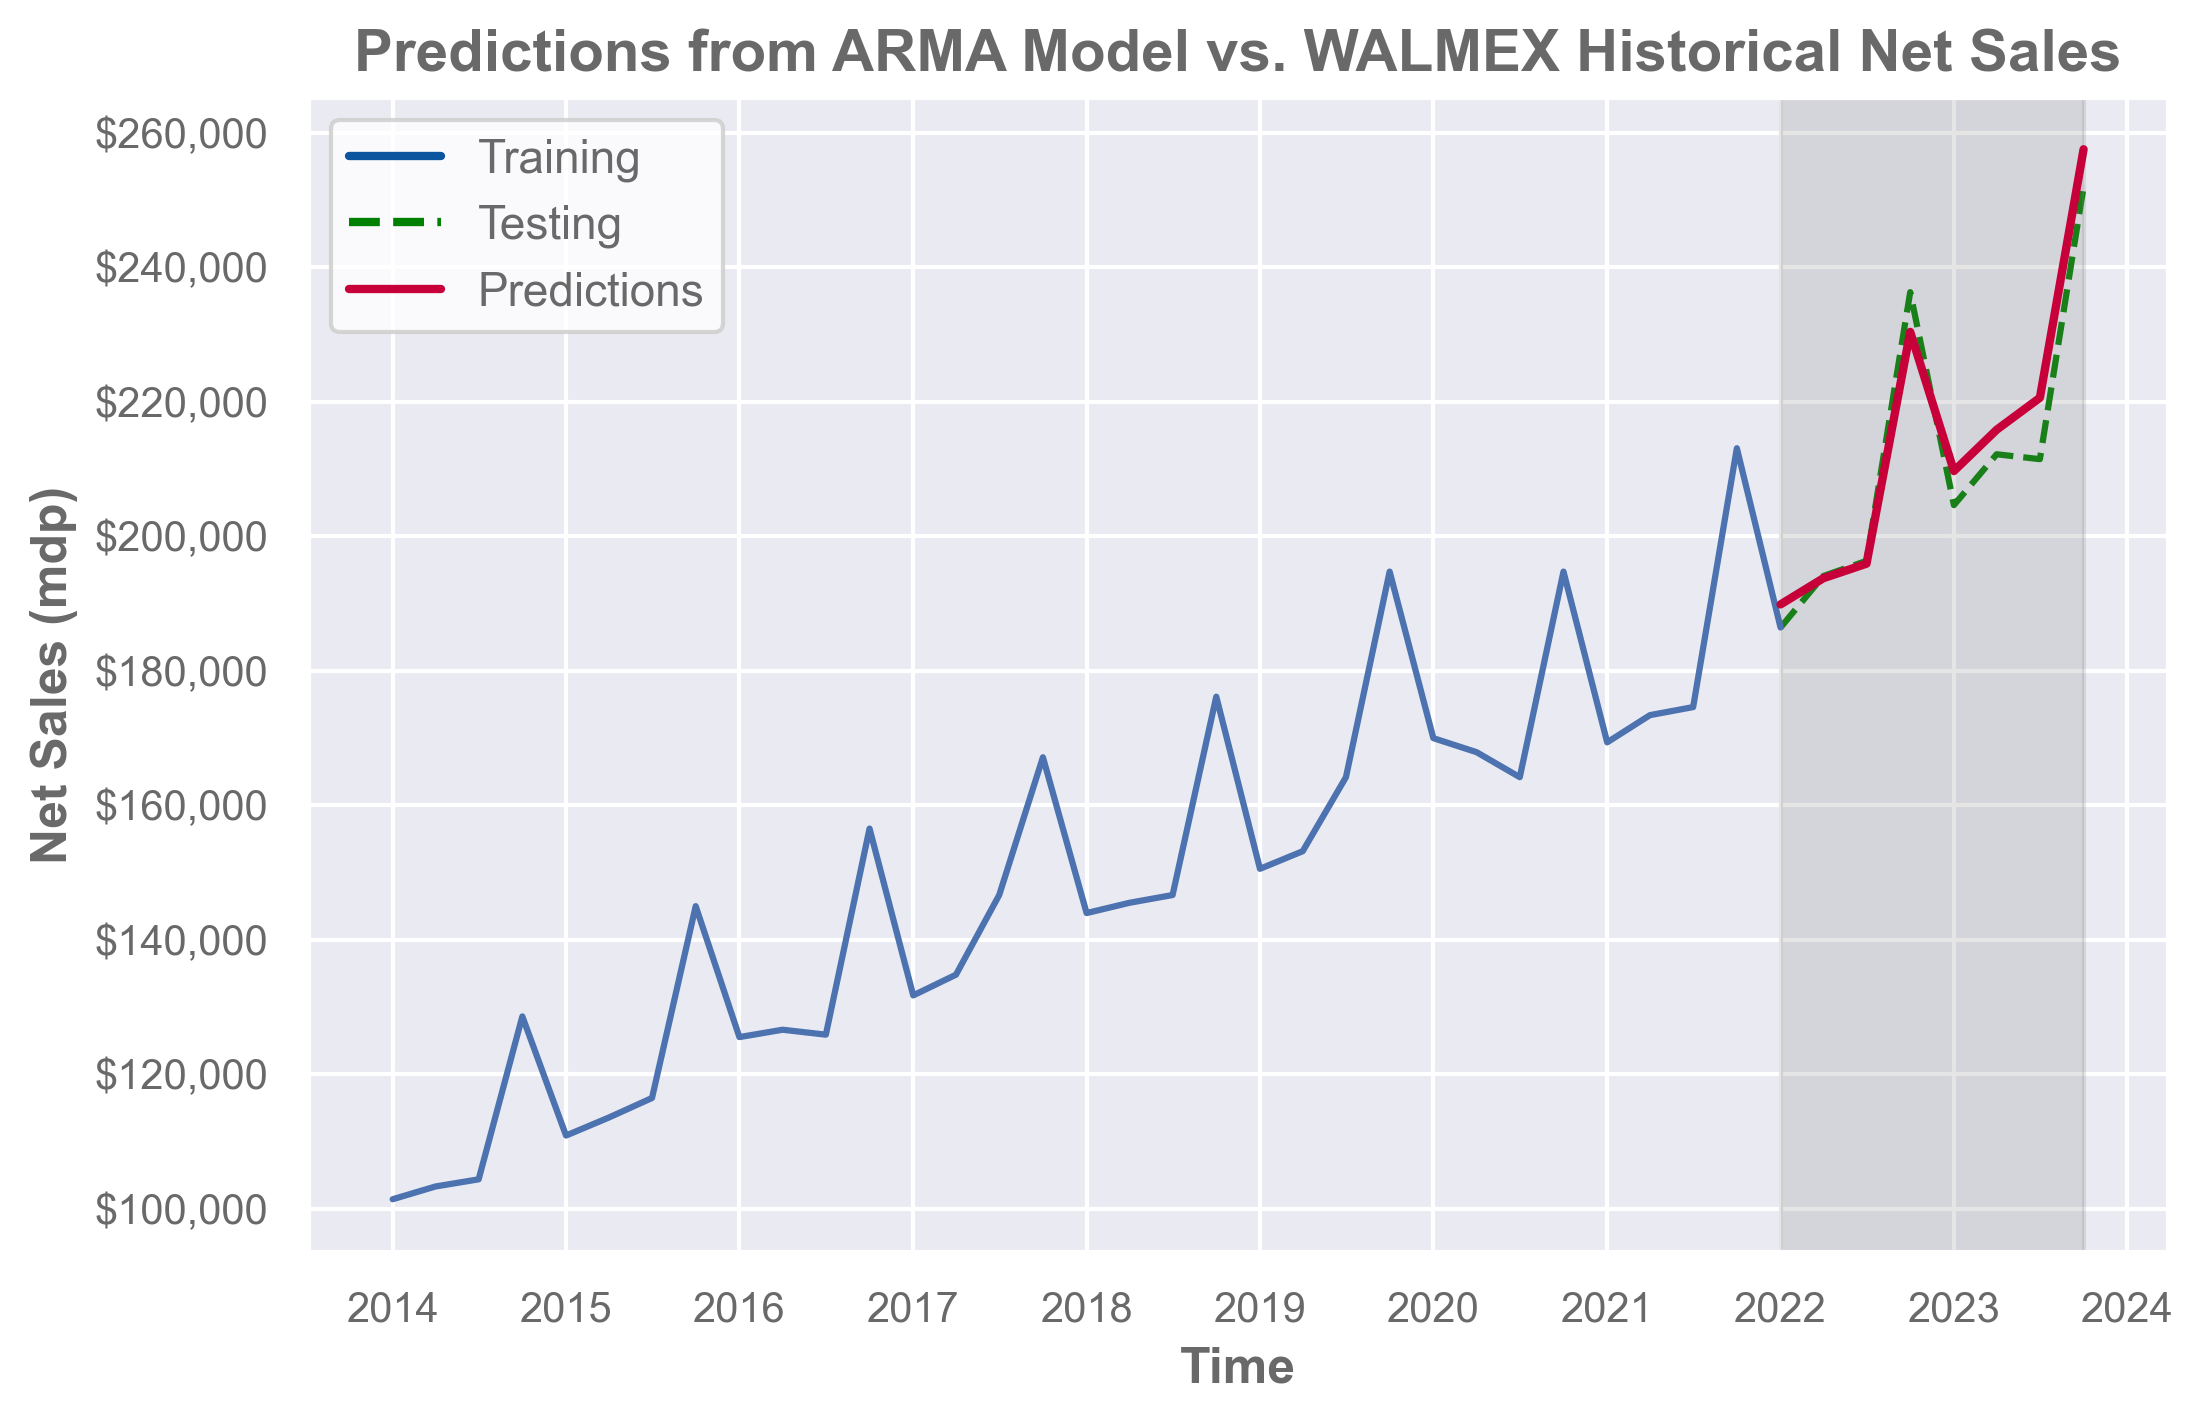 Predictions from ARMA Model vs. WALMEX Historical Net Sales
$260,000
$240,000
$220,000
$200,000
$180,000
$160,000
$140,000
$120,000
$100,000
Net Sales (mdp)
Training
Testing
Predictions
2014 2015 2016 2017 2018 2019 2020 2021 2022 2023 2024
Time